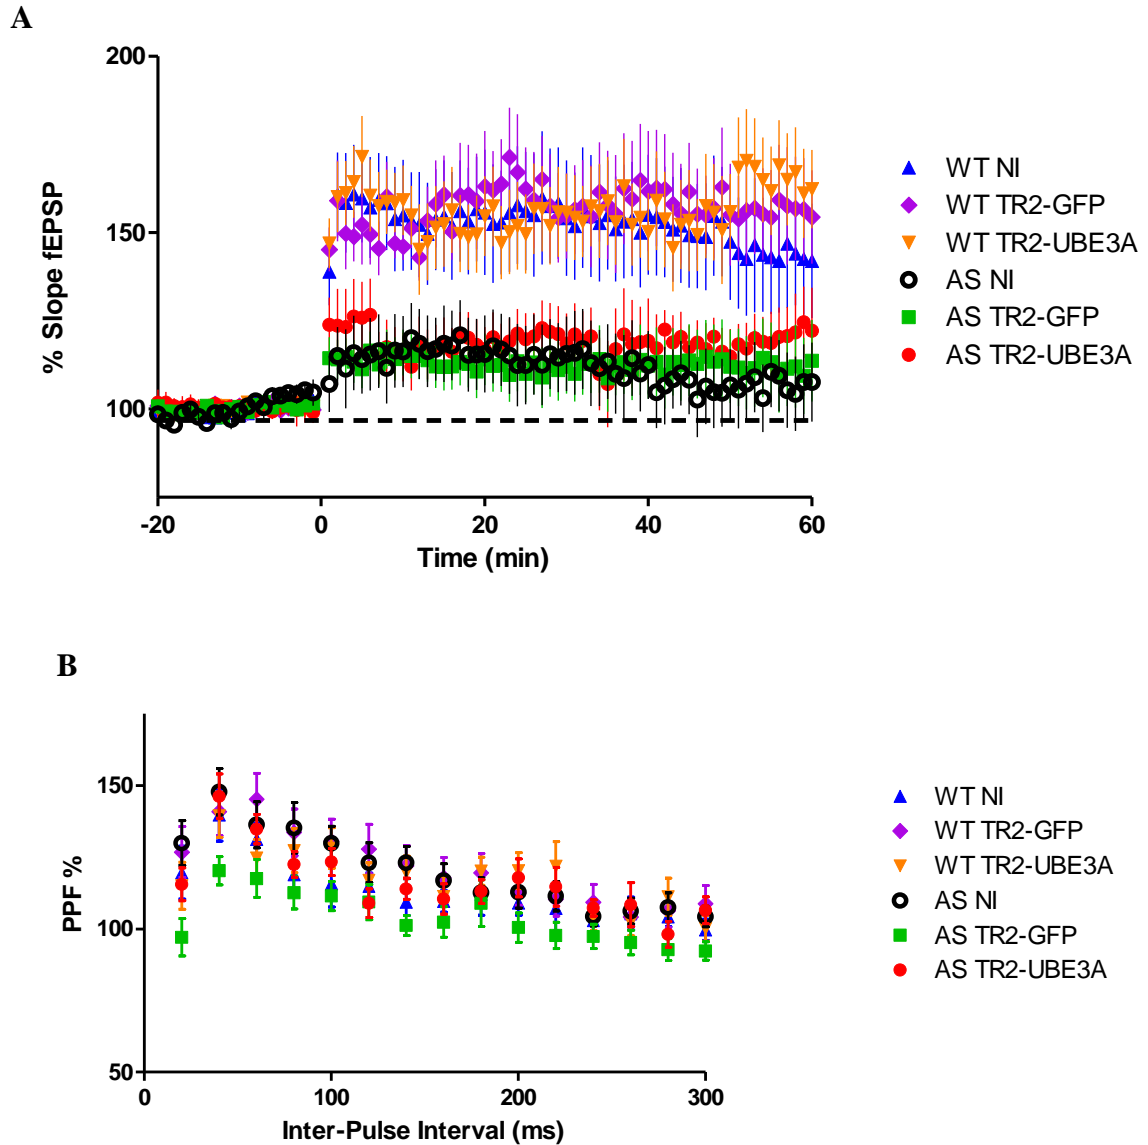 A
200
150
100
% Slope fEPSP
-20 0 20 40 60
Time (min)
WT NI
WT TR2-GFP
WT TR2-UBE3A
AS NI
AS TR2-GFP
AS TR2-UBE3A
B
150
100
50
PPF %
0 100 200 300
Inter-Pulse Interval (ms)
WT NI
WT TR2-GFP
WT TR2-UBE3A
AS NI
AS TR2-GFP
AS TR2-UBE3A